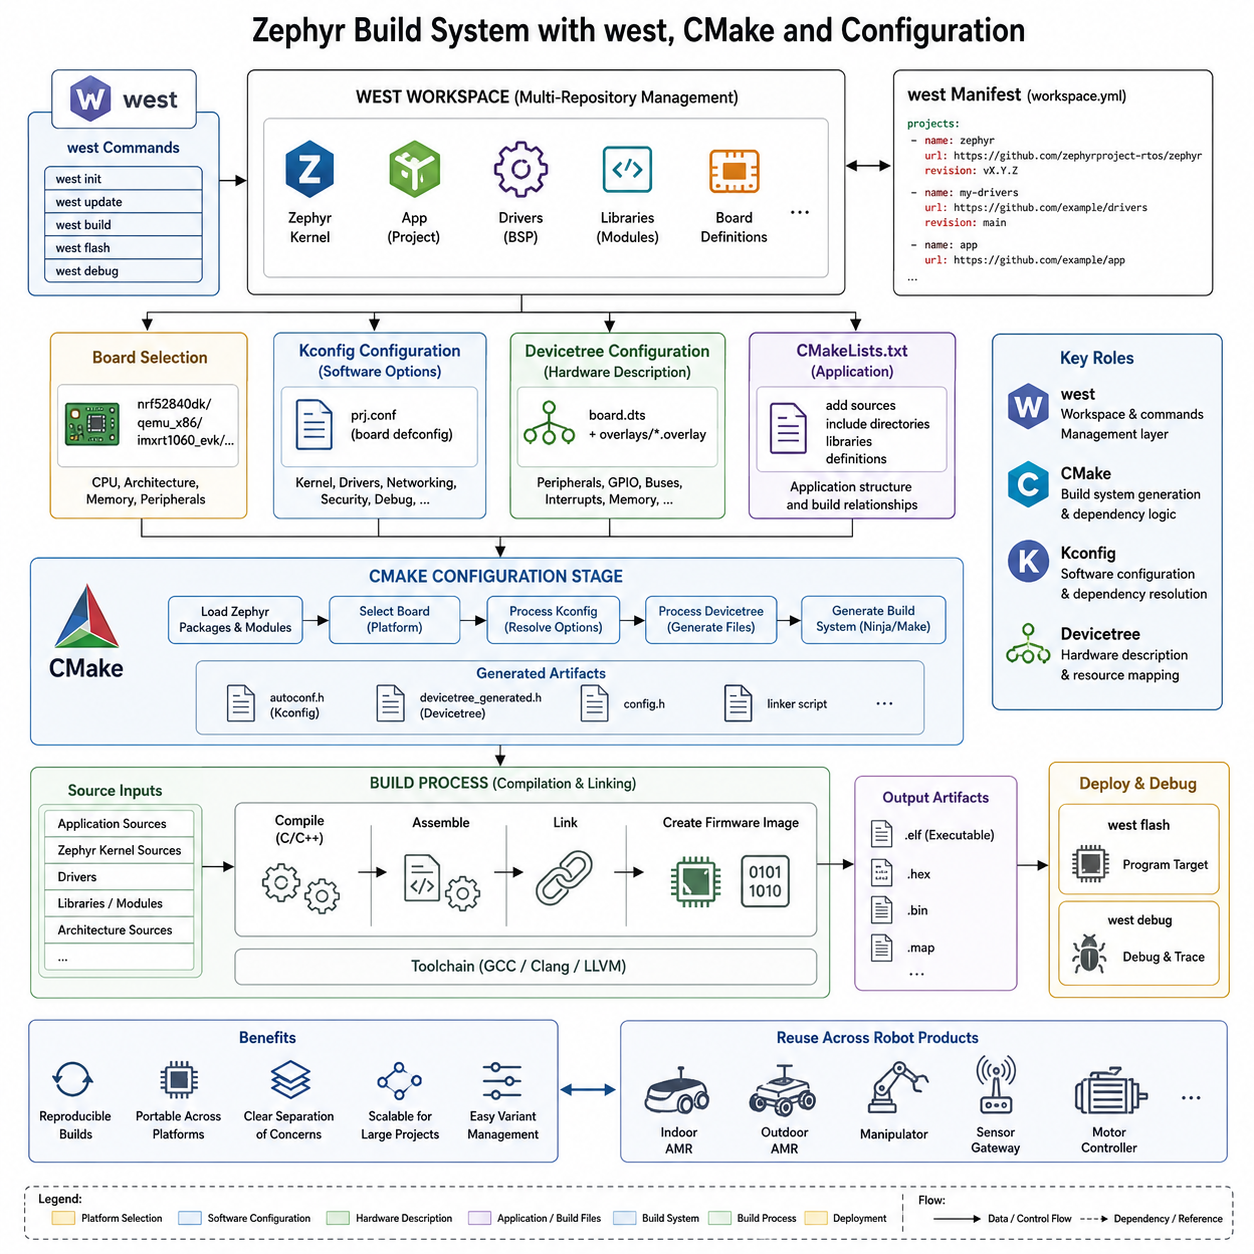 Zephyr Build System with west, CMake and Configuration
W west
west Commands
west init
west update
west build
west flash
west debug
WEST WORKSPACE (Multi-Repository Management)
Z
Zephyr
Kernel
App
(Project)
Drivers
(BSP)
</>
Libraries
(Modules)
Board
Definitions
...
west Manifest (workspace.yml)
projects:
- name: zephyr
url: https://github.com/zephyrproject-rtos/zephyr
revision: vX.Y.Z
- name: my-drivers
url: https://github.com/example/drivers
revision: main
- name: app
url: https://github.com/example/app
...
Board Selection
nrf52840dk/
qemu_x86/
imxrt1060_evk/...
CPU, Architecture,
Memory, Peripherals
Kconfig Configuration
(Software Options)
prj.conf
(board defconfig)
Kernel, Drivers, Networking,
Security, Debug, ...
Devicetree Configuration
(Hardware Description)
board.dts
+ overlays/*.overlay
Peripherals, GPIO, Buses,
Interrupts, Memory, ...
CMakeLists.txt
(Application)
add sources
include directories
libraries
definitions
Application structure
and build relationships
Key Roles
W
west
Workspace & commands
Management layer
C
CMake
Build system generation
& dependency logic
K
Kconfig
Software configuration
& dependency resolution
Devicetree
Hardware description
& resource mapping
CMAKE CONFIGURATION STAGE
CMake
Load Zephyr
Packages & Modules
Select Board
(Platform)
Process Kconfig
(Resolve Options)
Process Devicetree
(Generate Files)
Generate Build
System (Ninja/Make)
Generated Artifacts
autoconf.h
(Kconfig)
devicetree_generated.h
(Devicetree)
config.h
linker script
...
BUILD PROCESS (Compilation & Linking)
Source Inputs
Application Sources
Zephyr Kernel Sources
Drivers
Libraries / Modules
Architecture Sources
...
Compile
(C/C++)
Assemble
</>
Link
Create Firmware Image
0101
1010
Toolchain (GCC / Clang / LLVM)
Output Artifacts
.elf (Executable)
.hex
.bin
.map
...
Deploy & Debug
west flash
Program Target
west debug
Debug & Trace
Benefits
Reproducible
Builds
Portable Across
Platforms
Clear Separation
of Concerns
Scalable for
Large Projects
Easy Variant
Management
Reuse Across Robot Products
Indoor
AMR
Outdoor
AMR
Manipulator
Sensor
Gateway
Motor
Controller
...
Legend:
Platform Selection
Software Configuration
Hardware Description
Application / Build Files
Build System
Build Process
Deployment
Flow:
Data / Control Flow
Dependency / Reference